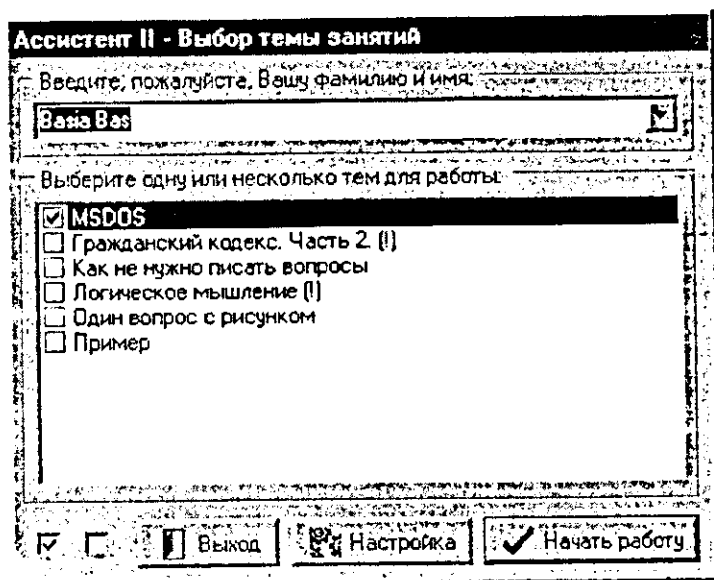 Ассистент II - Выбор темы занятий
Введите, пожалуйста, Вашу фамилию и имя:
Basia Bas
Выберите одну или несколько тем для работы:
MSDOS
Гражданский кодекс. Часть 2. (!)
Как не нужно писать вопросы
Логическое мышление (!)
Один вопрос с рисунком
Пример
Выход Настройка Начать работу